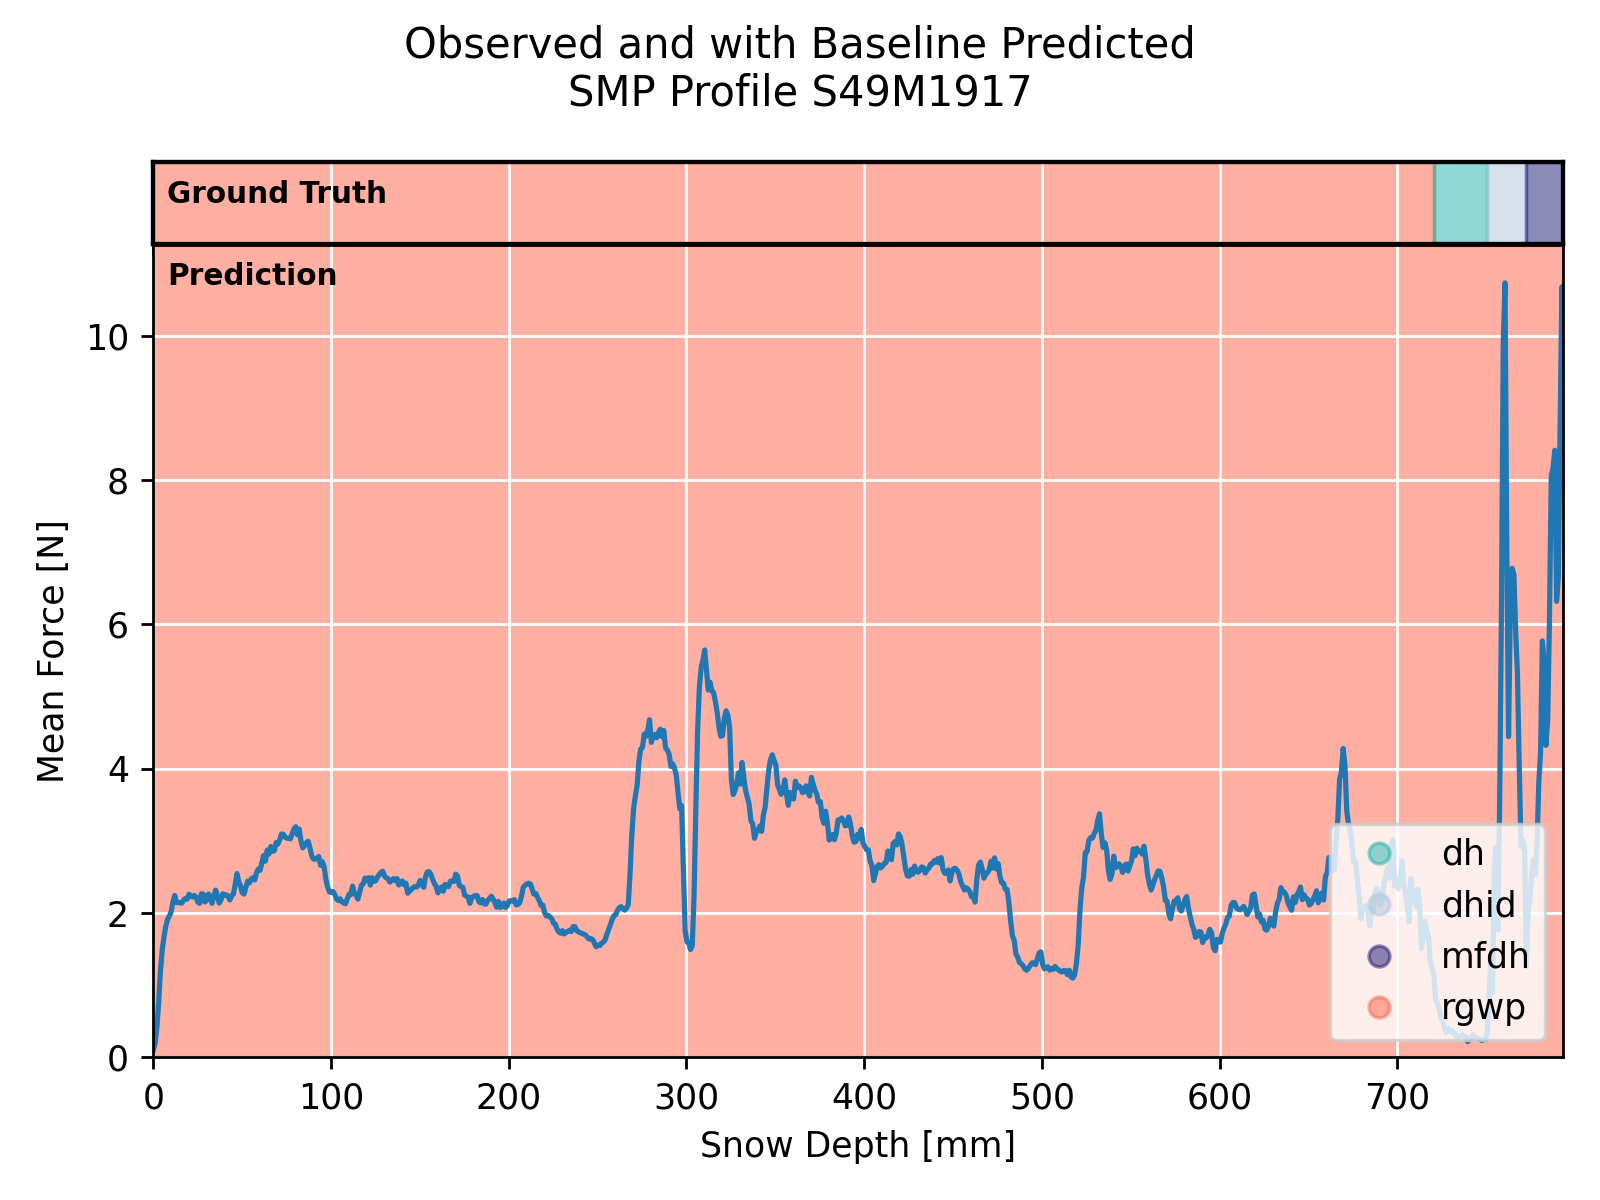 Observed and with Baseline Predicted
SMP Profile S49M1917
Ground Truth
Prediction
10
8
6
4
2
0
Mean Force [N]
dh
dhid
mfdh
rgwp
0 100 200 300 400 500 600 700
Snow Depth [mm]